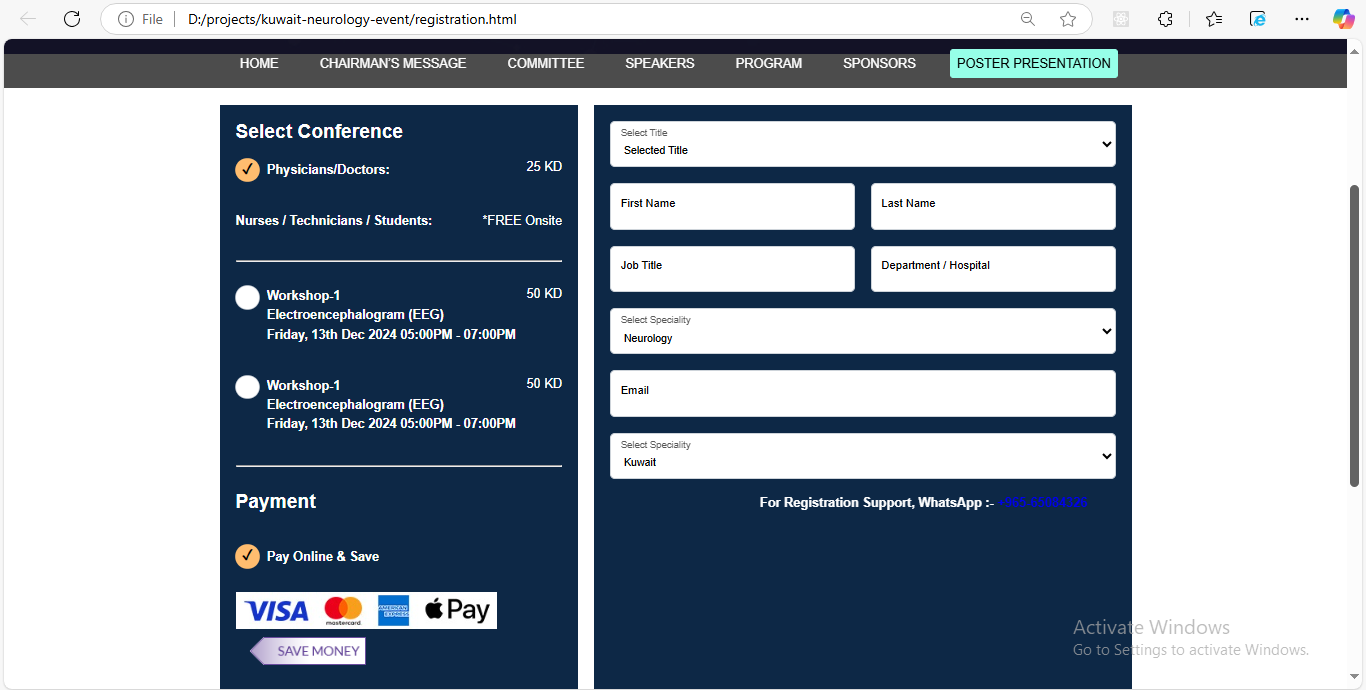 File
D:/projects/kuwait-neurology-event/registration.html
HOME CHAIRMAN'S MESSAGE COMMITTEE SPEAKERS PROGRAM SPONSORS POSTER PRESENTATION
Select Conference
Physicians/Doctors: 25 KD
Nurses / Technicians / Students: *FREE Onsite
Workshop-1 50 KD
Electroencephalogram (EEG)
Friday, 13th Dec 2024 05:00PM - 07:00PM
Workshop-1 50 KD
Electroencephalogram (EEG)
Friday, 13th Dec 2024 05:00PM - 07:00PM
Payment
Pay Online & Save
VISA mastercard AMERICAN EXPRESS Pay
SAVE MONEY
Select Title
Selected Title
First Name Last Name
Job Title Department / Hospital
Select Speciality
Neurology
Email
Select Speciality
Kuwait
For Registration Support, WhatsApp :-
Activate Windows
Go to Settings to activate Windows.